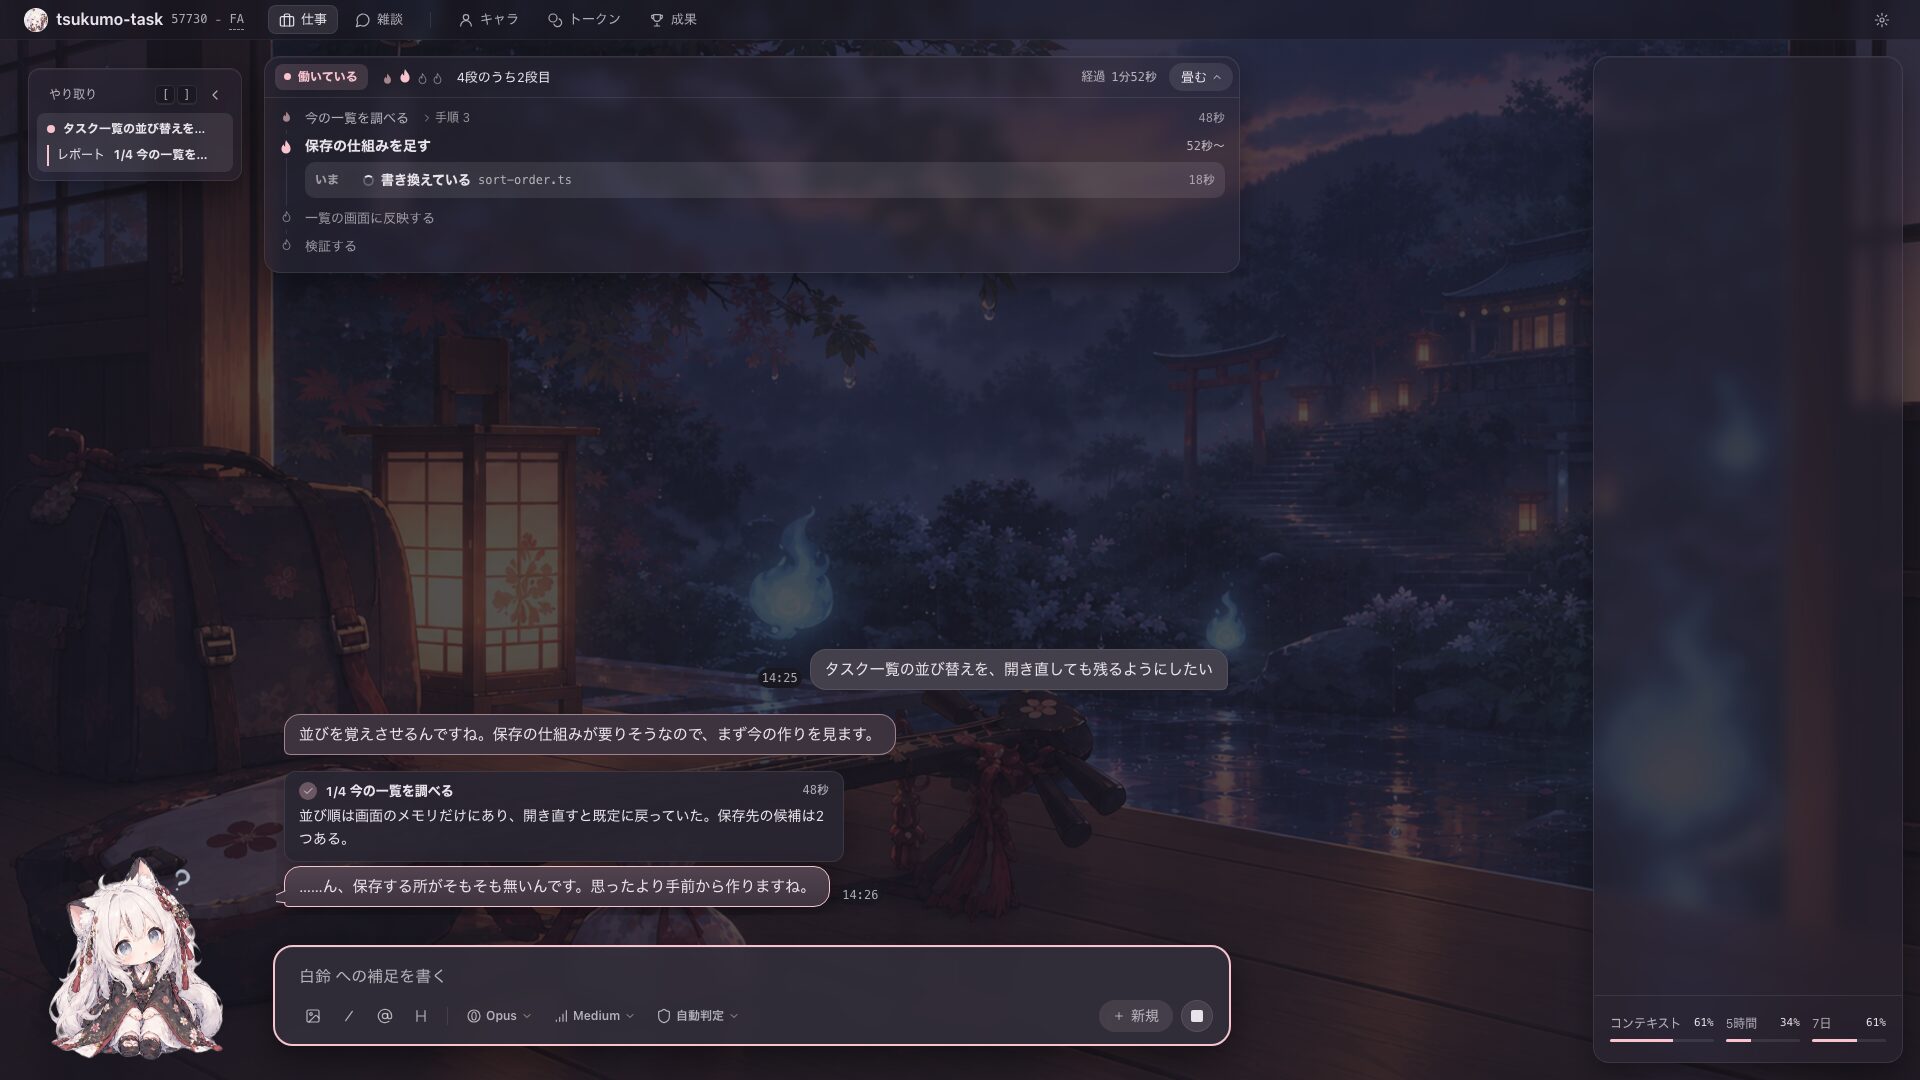 tsukumo-task 57730 - FA 仕事 雑談 キャラ トークン 成果
やり取り [ ]
タスク一覧の並び替えを…
レポート 1/4 今の一覧を…
働いている 4段のうち2段目 経過 1分52秒 畳む
今の一覧を調べる 手順 3 48秒
保存の仕組みを足す 52秒〜
いま 書き換えている sort-order.ts 18秒
一覧の画面に反映する
検証する
14:25 タスク一覧の並び替えを、開き直しても残るようにしたい
並びを覚えさせるんですね。保存の仕組みが要りそうなので、まず今の作りを見ます。
1/4 今の一覧を調べる 48秒
並び順は画面のメモリだけにあり、開き直すと既定に戻っていた。保存先の候補は2
つある。
……ん、保存する所がそもそも無いんです。思ったより手前から作りますね。 14:26
白鈴 への補足を書く
/ @ H Opus Medium 自動判定 + 新規
コンテキスト 61% 5時間 34% 7日 61%